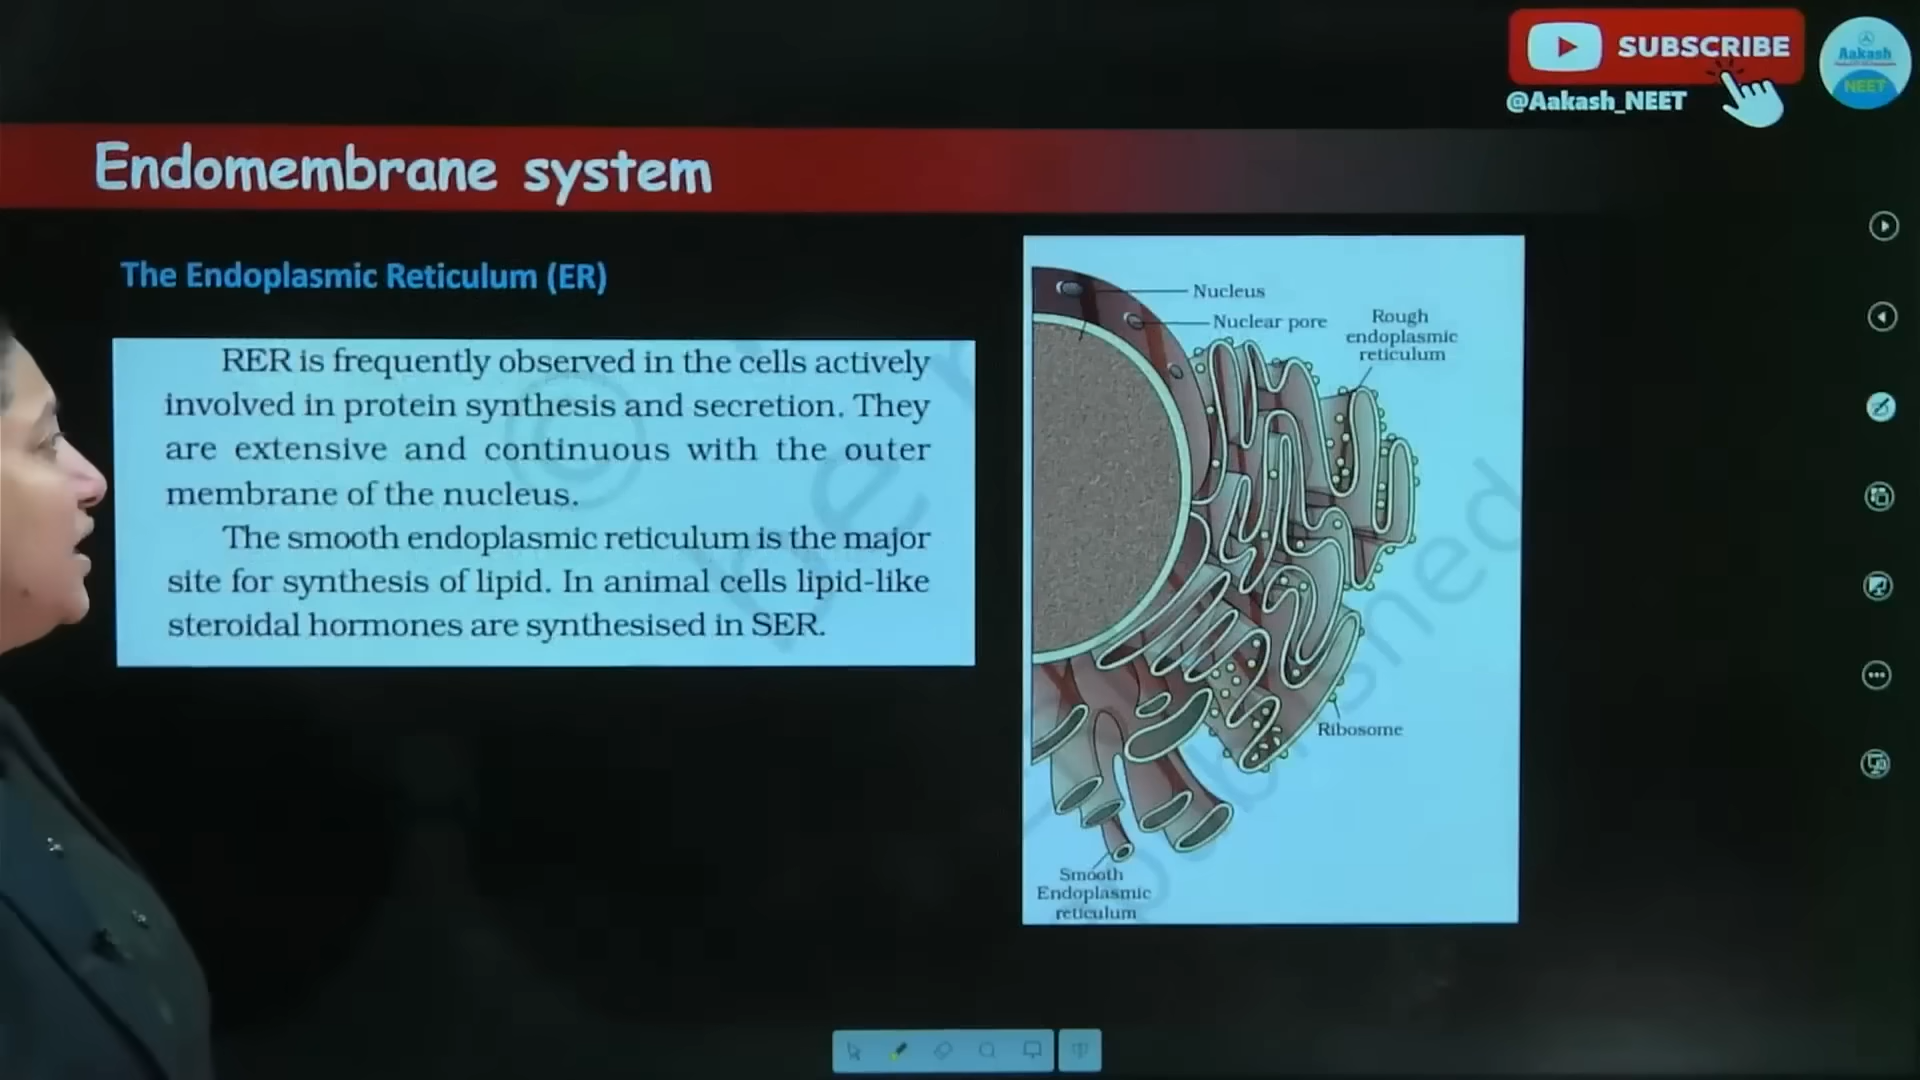 SUBSCRIBE
@Aakash_NEET
Aakash
NEET
Endomembrane system
The Endoplasmic Reticulum (ER)
RER is frequently observed in the cells actively
involved in protein synthesis and secretion. They
are extensive and continuous with the outer
membrane of the nucleus.
The smooth endoplasmic reticulum is the major
site for synthesis of lipid. In animal cells lipid-like
steroidal hormones are synthesised in SER.
Nucleus
Nuclear pore
Rough
endoplasmic
reticulum
Ribosome
Smooth
Endoplasmic
reticulum